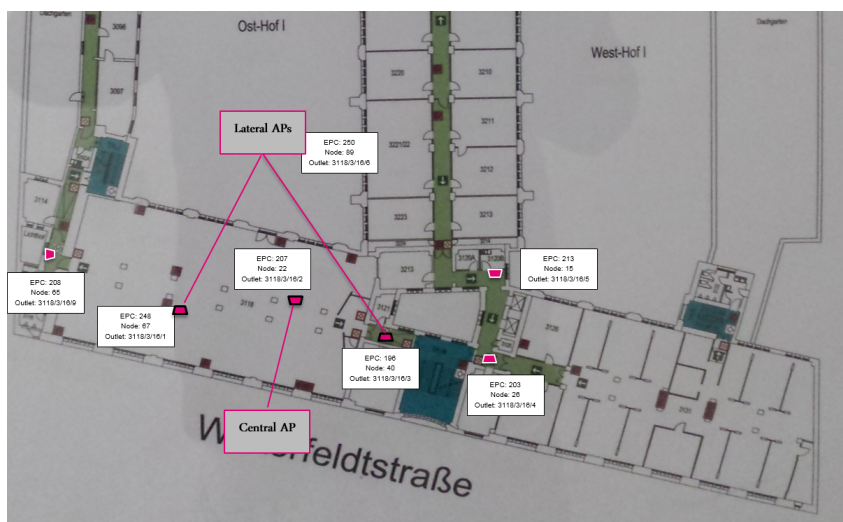 Dachgarten
3096
3097
Ost-Hof I
West-Hof I
Dachgarten
3220
3210
3211
3221/22
3212
3223
3213
Lateral APs
EPC: 250
Node: 89
Outlet: 3118/3/16/6
3114
Lichthof
EPC: 208
Node: 65
Outlet: 3118/3/16/9
EPC: 207
Node: 22
Outlet: 3118/3/16/2
3118
EPC: 248
Node: 67
Outlet: 3118/3/16/1
3213
3120A
3120B
EPC: 213
Node: 15
Outlet: 3118/3/16/5
3121
EPC: 196
Node: 40
Outlet: 3118/3/16/3
3126
EPC: 203
Node: 26
Outlet: 3118/3/16/4
Central AP
W
erfeldtstraße